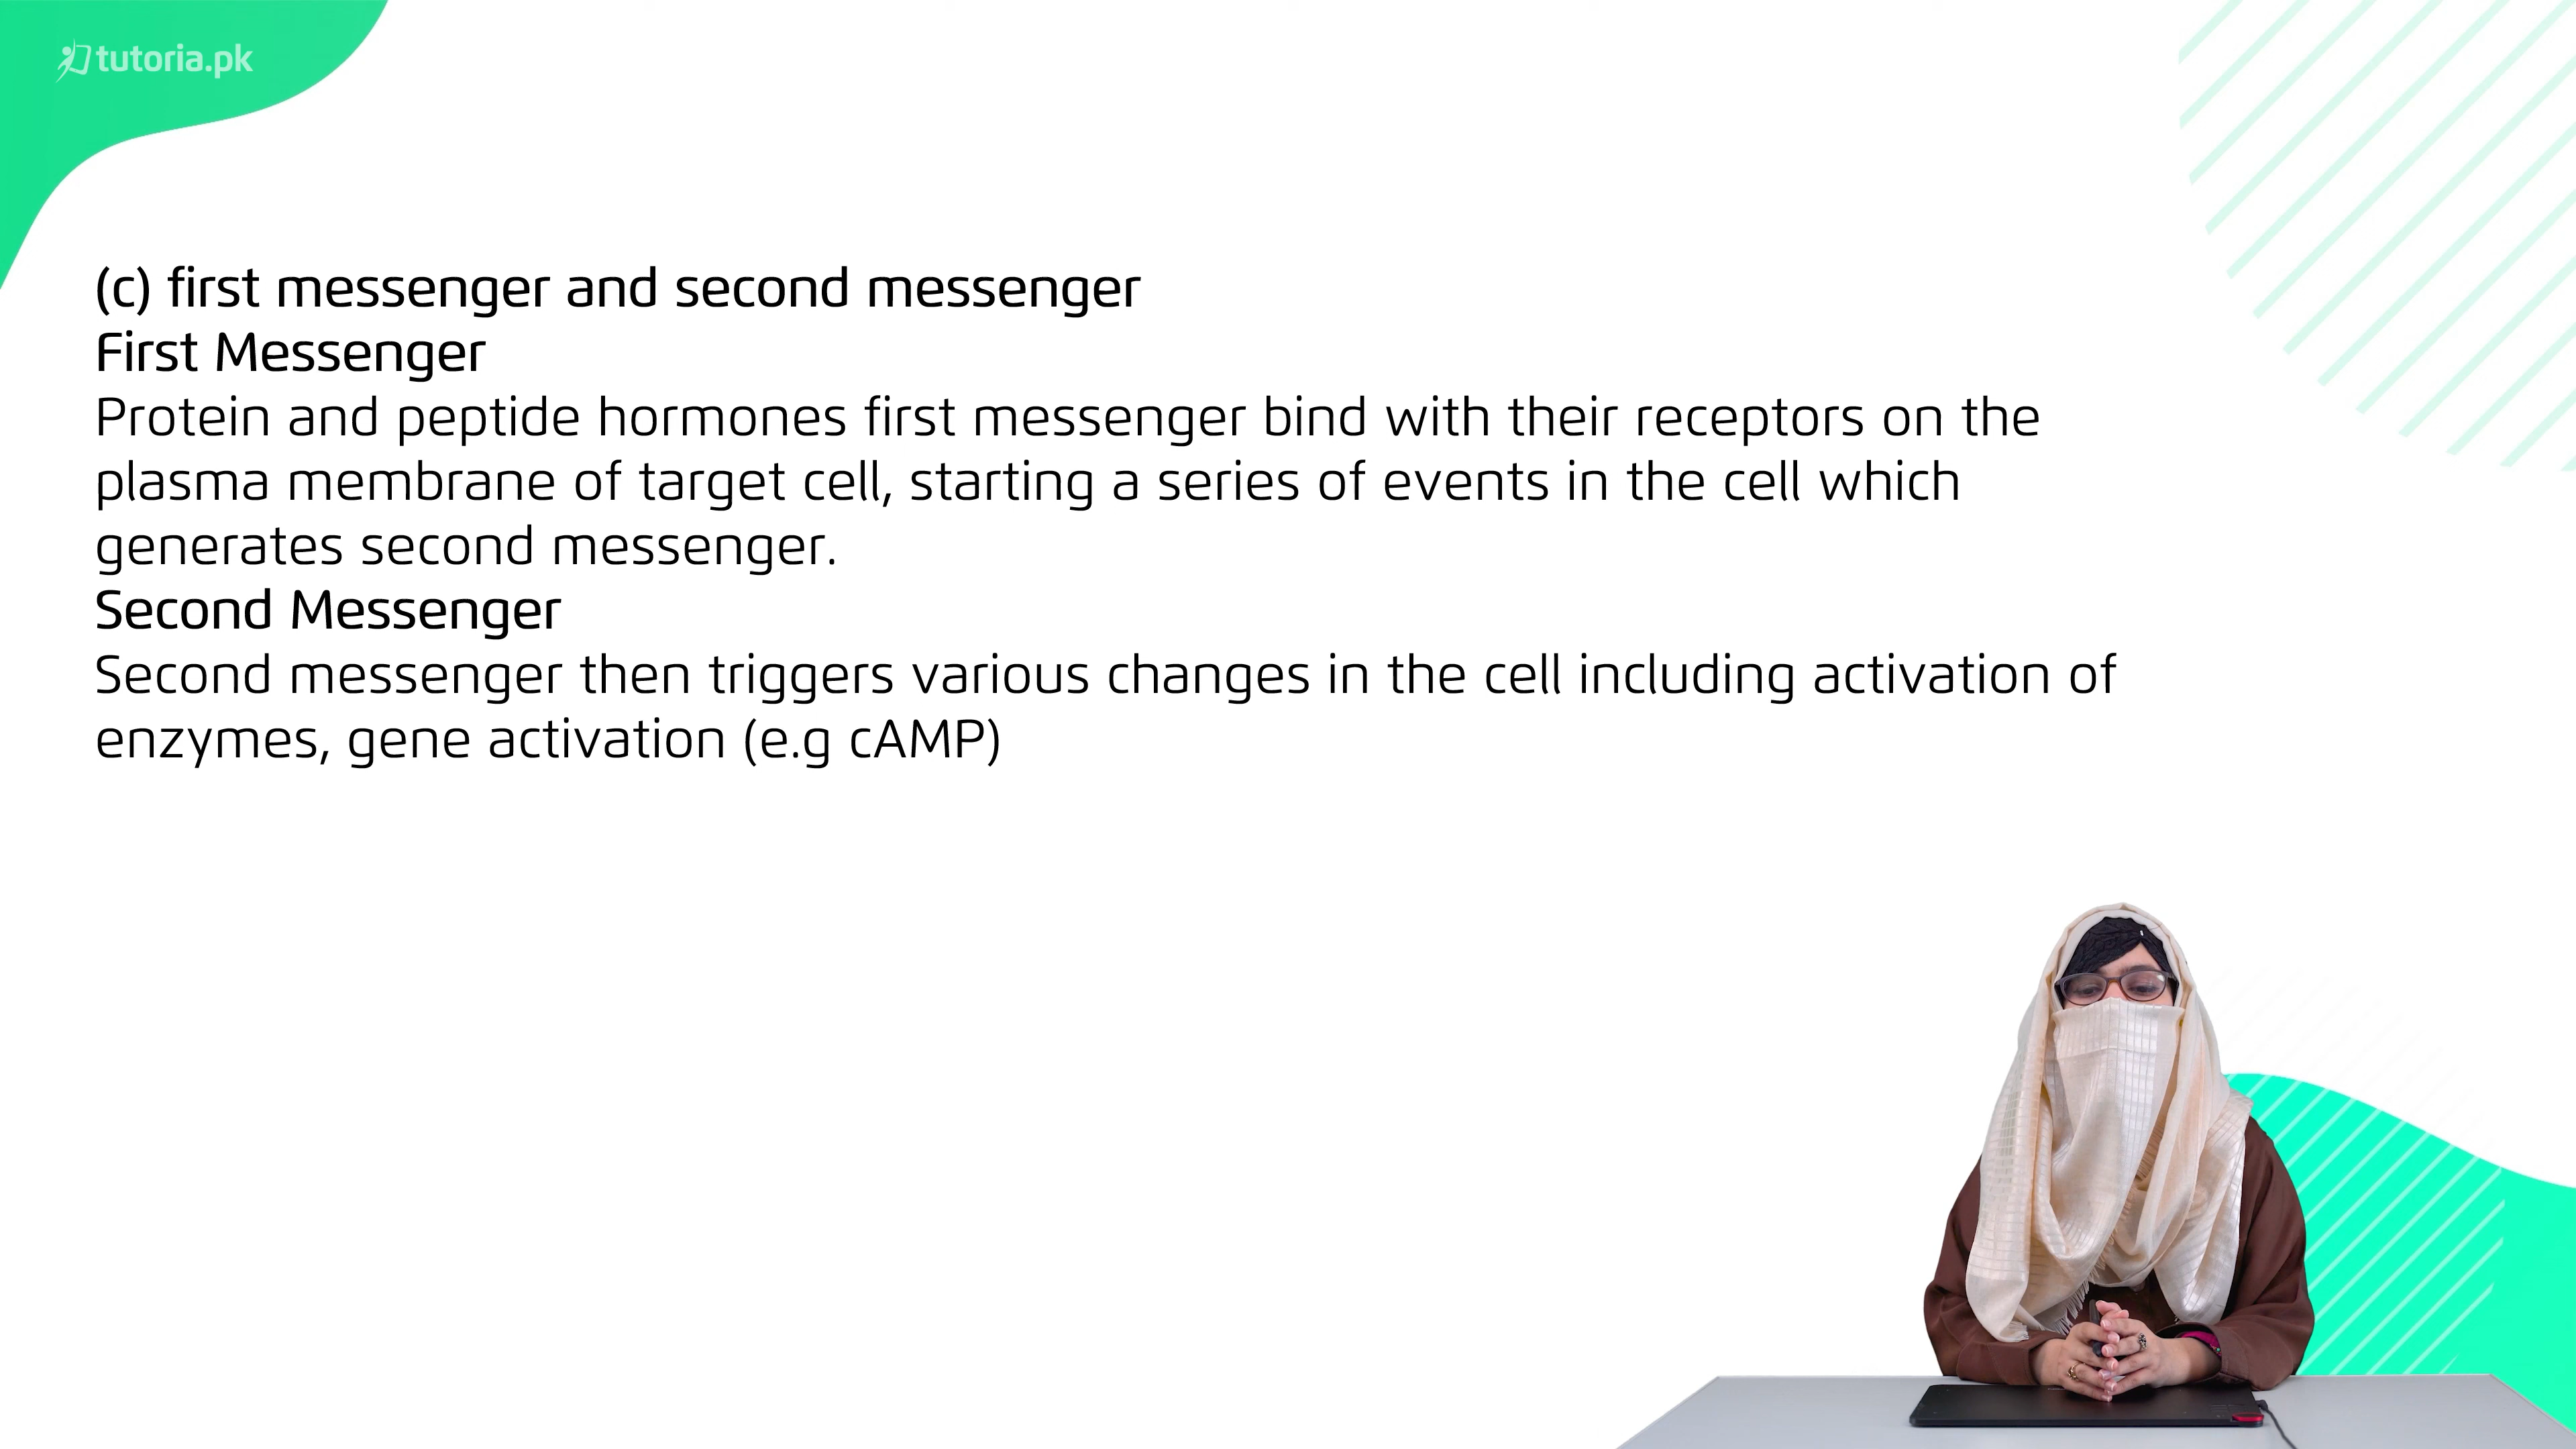 tutoria.pk
(c) first messenger and second messenger
First Messenger
Protein and peptide hormones first messenger bind with their receptors on the
plasma membrane of target cell, starting a series of events in the cell which
generates second messenger.
Second Messenger
Second messenger then triggers various changes in the cell including activation of
enzymes, gene activation (e.g cAMP)